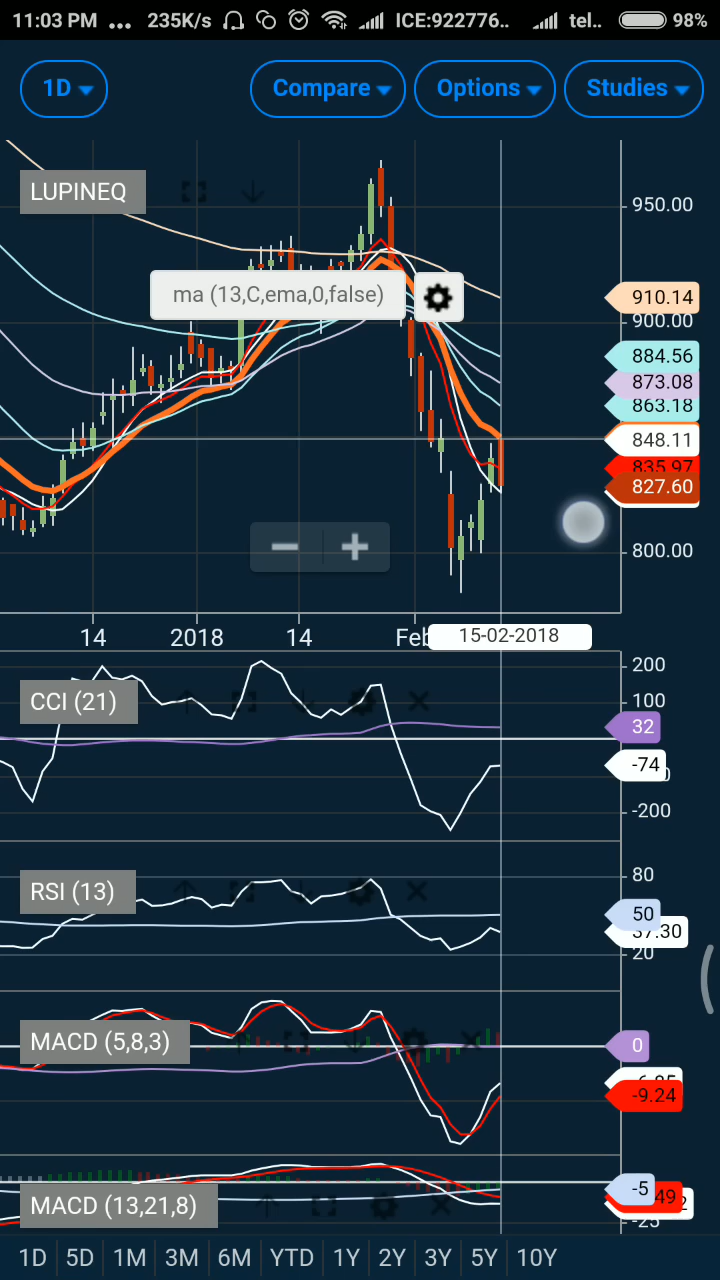 11:03 PM ... 235K/s ICE:922776.. tel.. 98%
1D Compare Options Studies
LUPINEQ
950.00
ma (13,C,ema,0,false)
910.14
900.00
884.56
873.08
863.18
848.11
835.97
827.60
800.00
14 2018 14 Feb 15-02-2018
CCI (21)
200
100
32
-74
-200
RSI (13)
80
50
37.30
20
MACD (5,8,3)
0
-9.24
MACD (13,21,8)
-5
49
-25
1D 5D 1M 3M 6M YTD 1Y 2Y 3Y 5Y 10Y